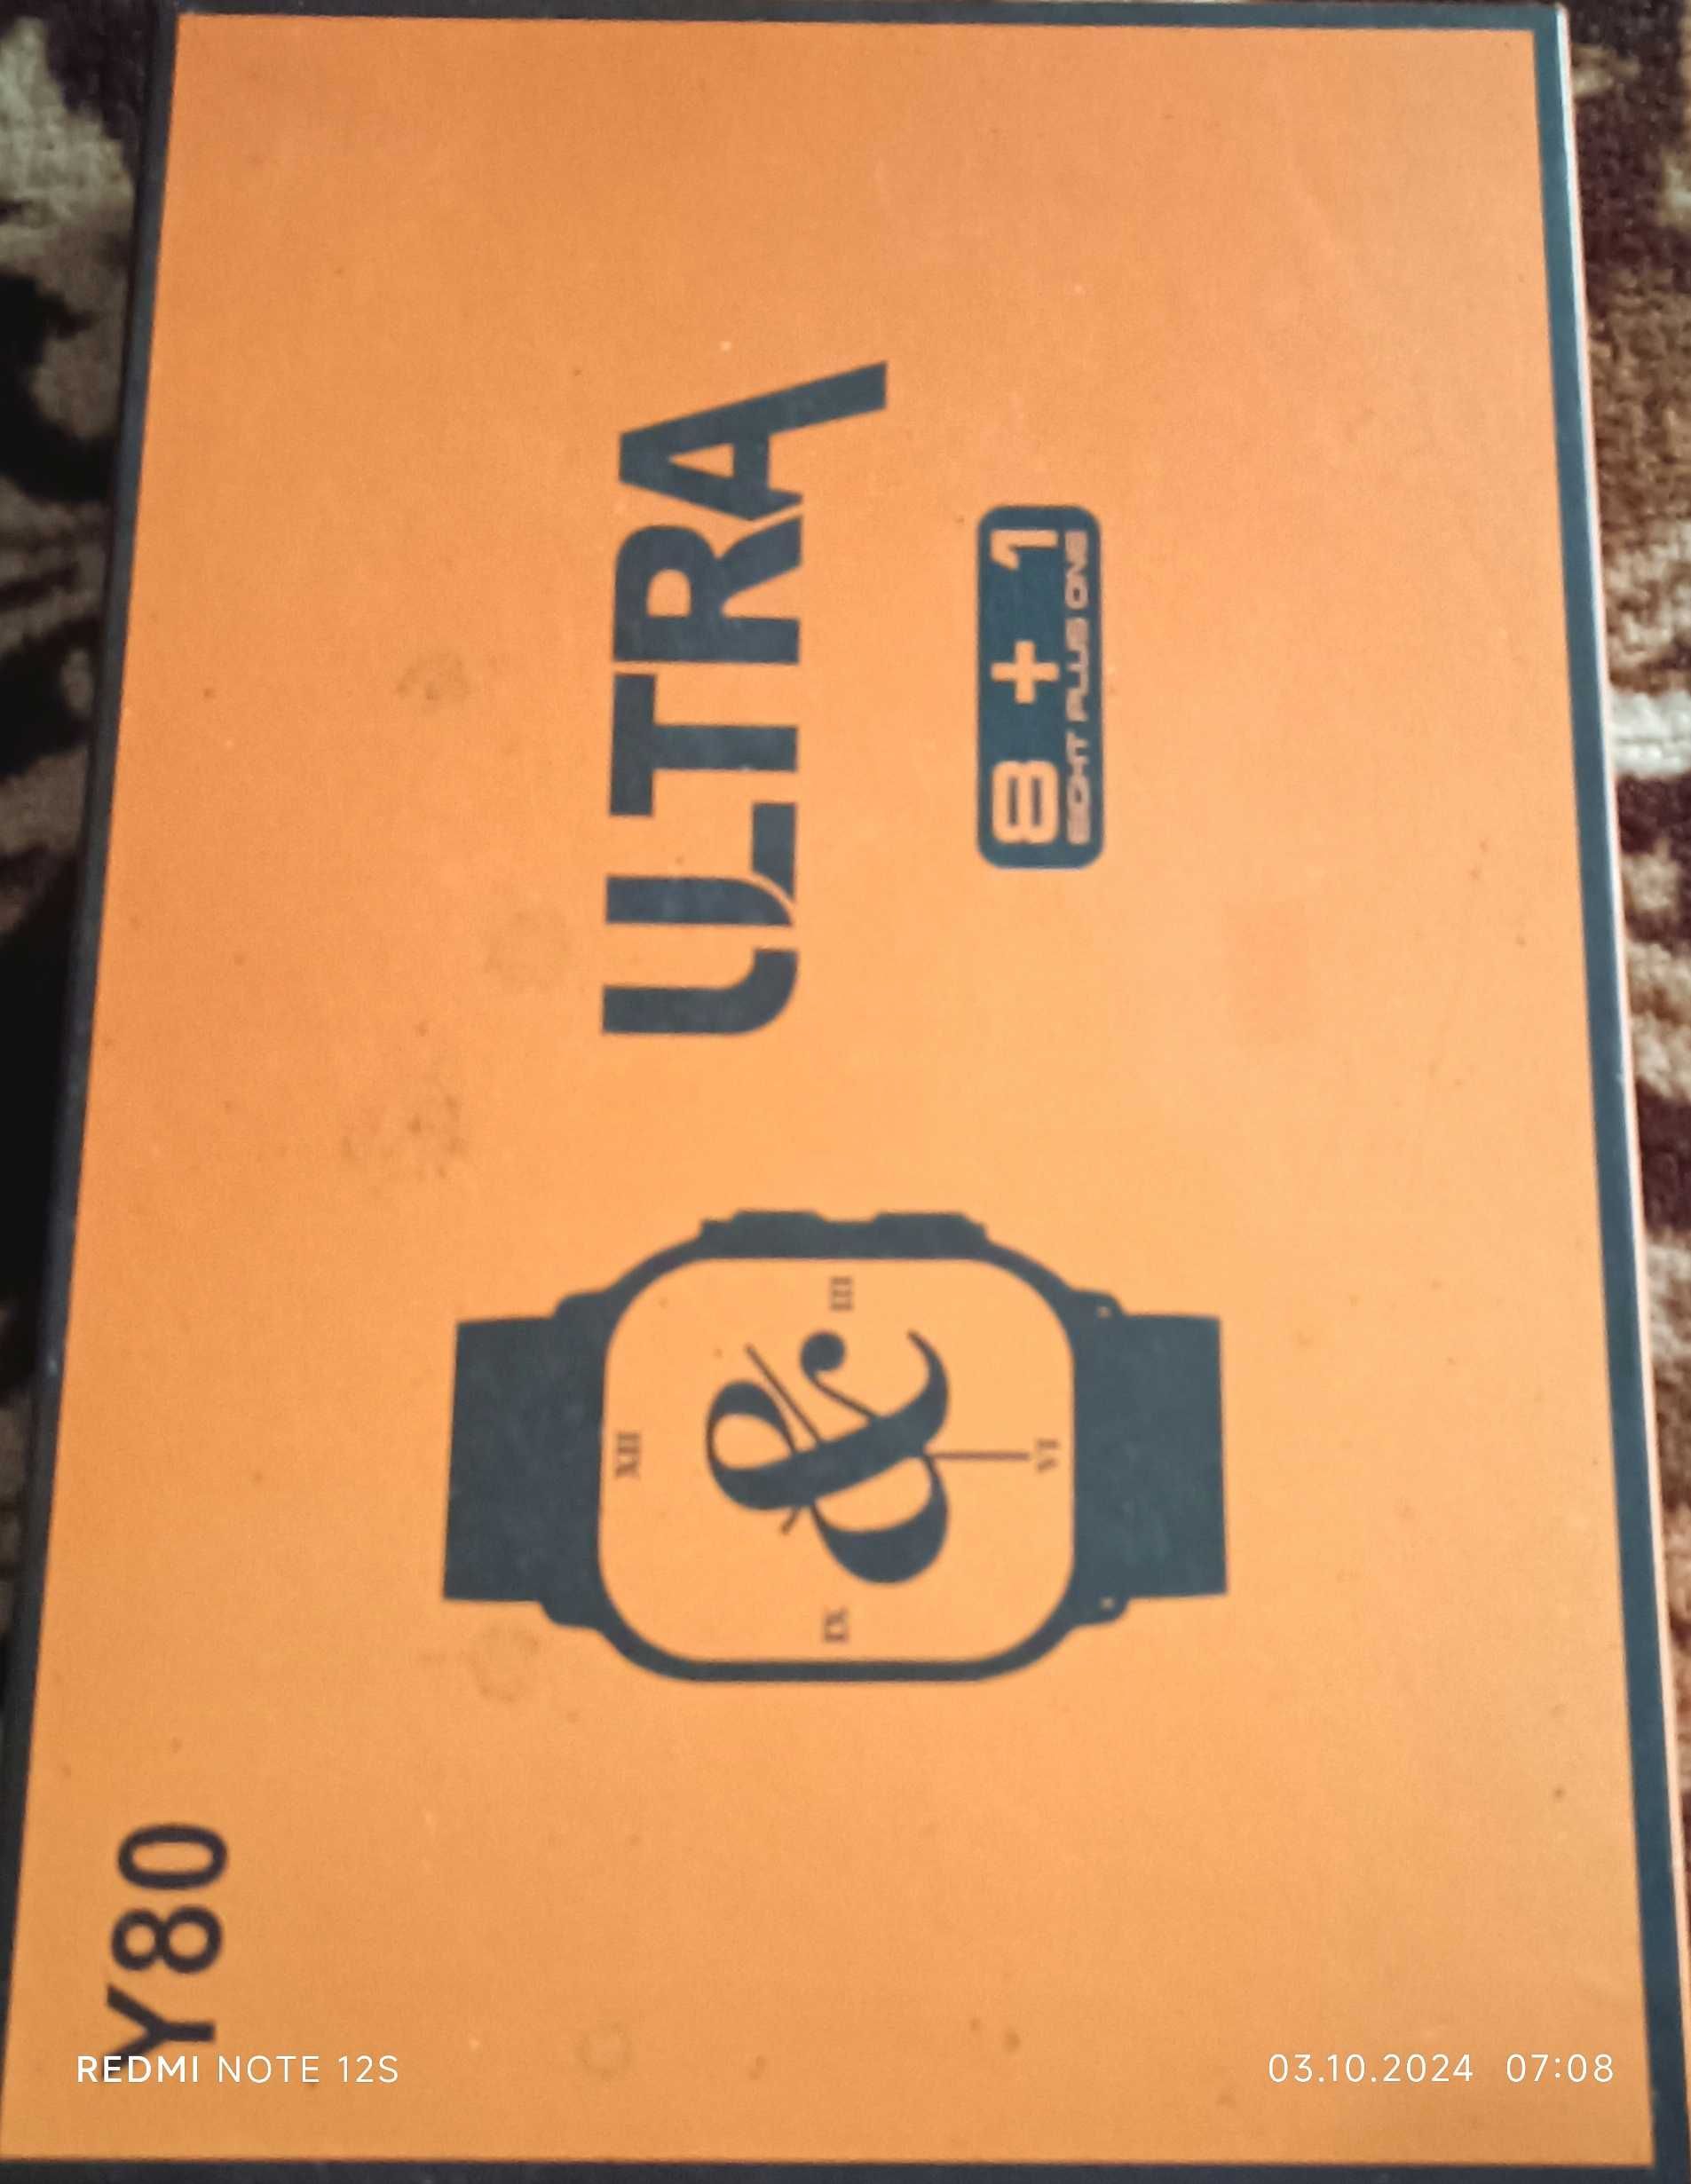 Y80
ULTRA
8 + 1
EIGHT PLUS ONE
XII
III
VI
IX
&
REDMI NOTE 12S
03.10.2024 07:08